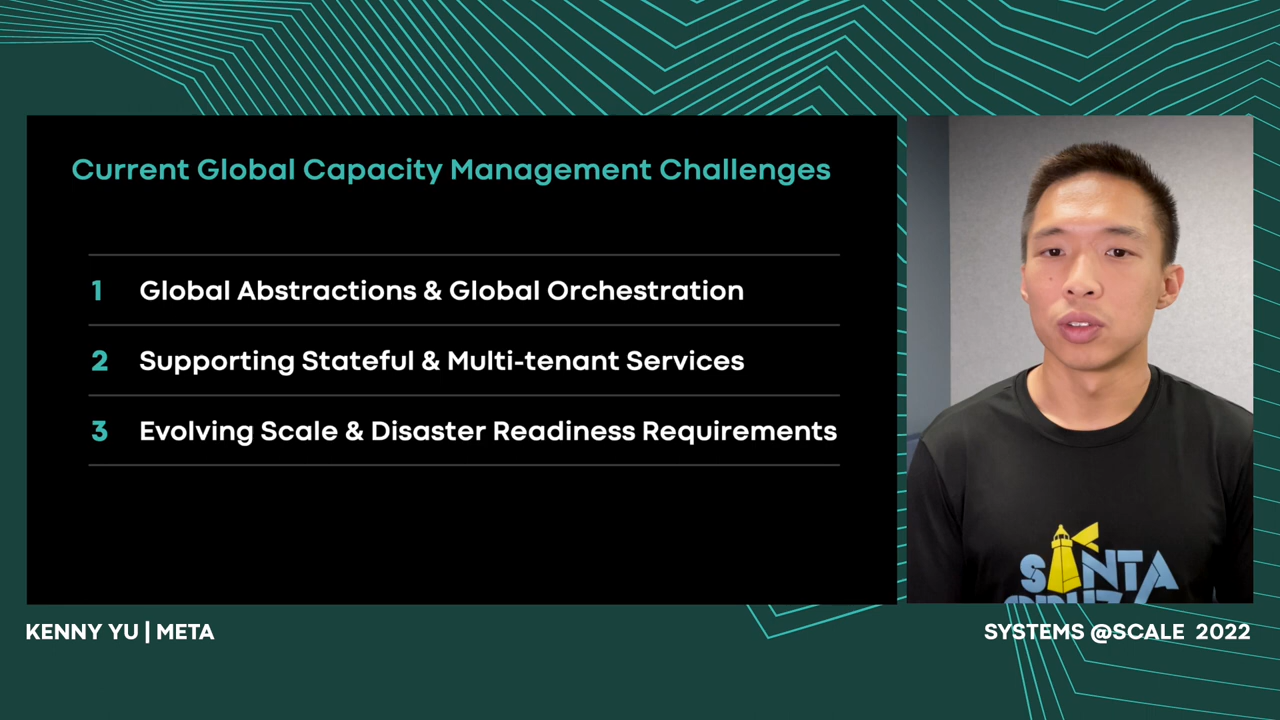 Current Global Capacity Management Challenges
1 Global Abstractions & Global Orchestration
2 Supporting Stateful & Multi-tenant Services
3 Evolving Scale & Disaster Readiness Requirements
SANTA
KENNY YU | META
SYSTEMS @SCALE 2022